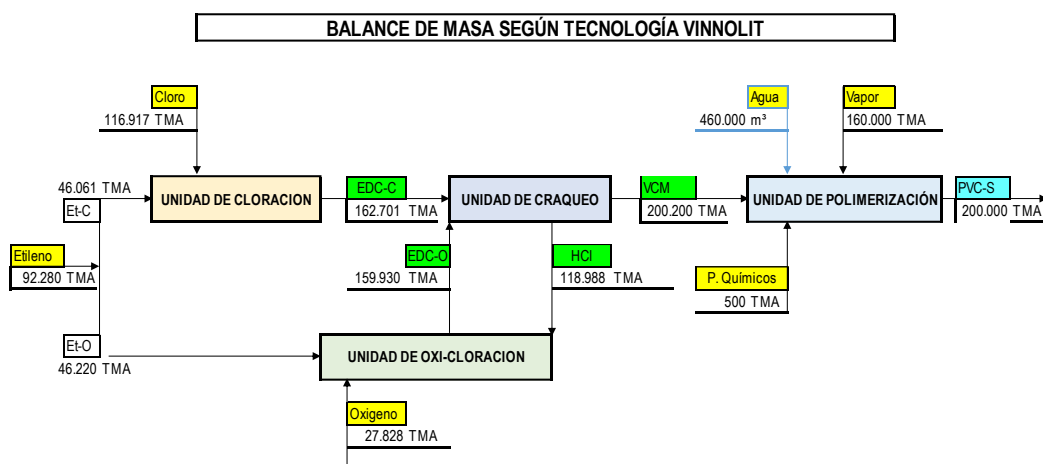 BALANCE DE MASA SEGÚN TECNOLOGÍA VINNOLIT
Cloro
116.917 TMA
Agua
460.000 m³
Vapor
160.000 TMA
46.061 TMA
Et-C
UNIDAD DE CLORACION
EDC-C
162.701 TMA
UNIDAD DE CRAQUEO
VCM
200.200 TMA
UNIDAD DE POLIMERIZACIÓN
PVC-S
200.000 TMA
Etileno
92.280 TMA
EDC-O
159.930 TMA
HCl
118.988 TMA
P. Químicos
500 TMA
Et-O
46.220 TMA
UNIDAD DE OXI-CLORACION
Oxigeno
27.828 TMA